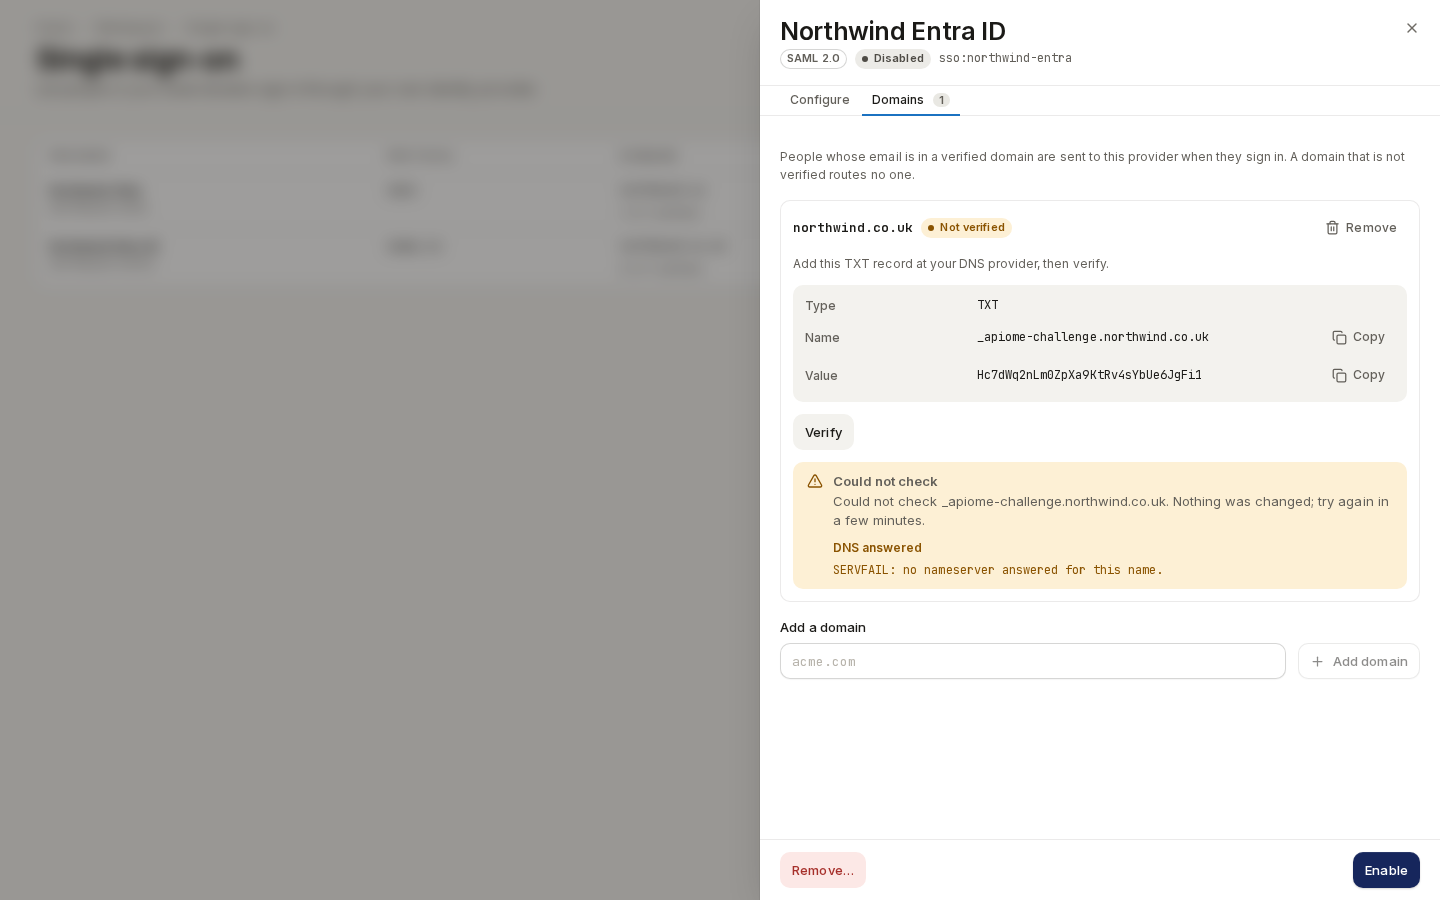 Single sign-on
Northwind Entra ID
SAML 2.0
Disabled
sso:northwind-entra
Configure
Domains 1
People whose email is in a verified domain are sent to this provider when they sign in. A domain that is not
verified routes no one.
northwind.co.uk
Not verified
Remove
Add this TXT record at your DNS provider, then verify.
Type TXT
Name _apiome-challenge.northwind.co.uk Copy
Value Hc7dWq2nLm0ZpXa9KtRv4sYbUe6JgFi1 Copy
Verify
Could not check
Could not check _apiome-challenge.northwind.co.uk. Nothing was changed; try again in
a few minutes.
DNS answered
SERVFAIL: no nameserver answered for this name.
Add a domain
acme.com
Add domain
Remove...
Enable